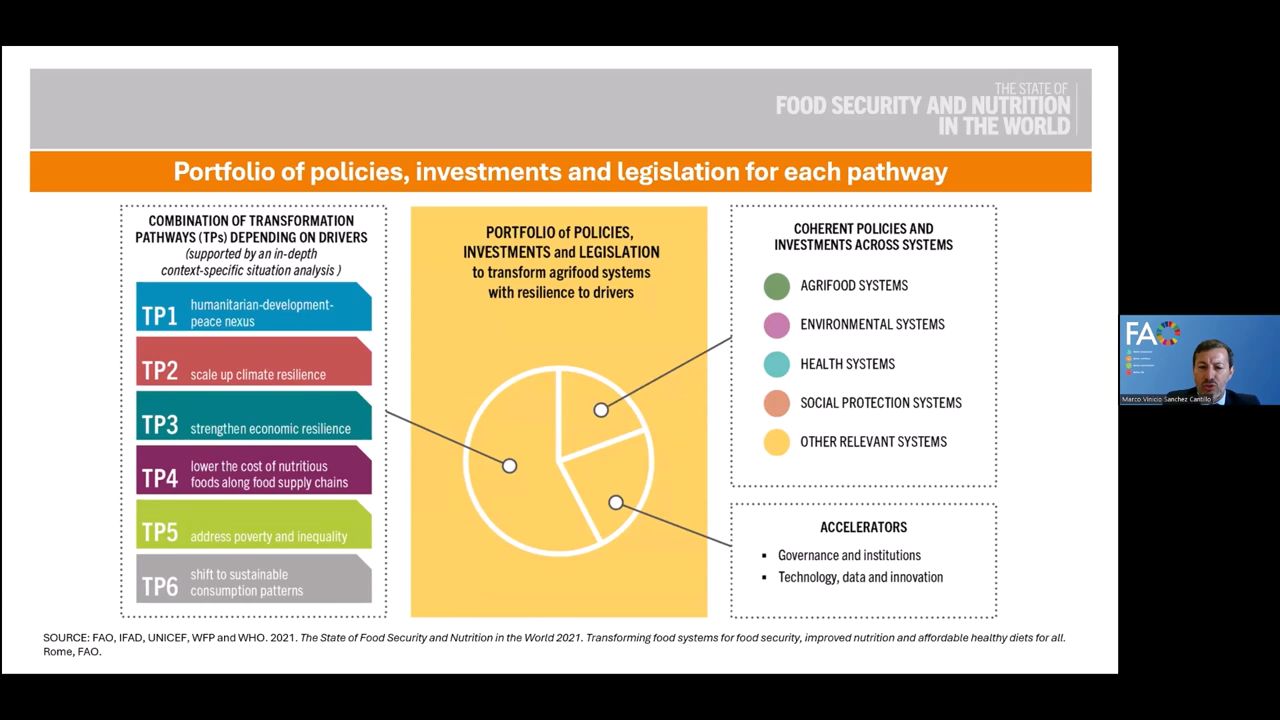 THE STATE OF
FOOD SECURITY AND NUTRITION
IN THE WORLD
Portfolio of policies, investments and legislation for each pathway
COMBINATION OF TRANSFORMATION
PATHWAYS (TPs) DEPENDING ON DRIVERS
(supported by an in-depth
context-specific situation analysis )
TP1 humanitarian-development-
peace nexus
TP2 scale up climate resilience
TP3 strengthen economic resilience
TP4 lower the cost of nutritious
foods along food supply chains
TP5 address poverty and inequality
TP6 shift to sustainable
consumption patterns
PORTFOLIO of POLICIES,
INVESTMENTS and LEGISLATION
to transform agrifood systems
with resilience to drivers
COHERENT POLICIES AND
INVESTMENTS ACROSS SYSTEMS
AGRIFOOD SYSTEMS
ENVIRONMENTAL SYSTEMS
HEALTH SYSTEMS
SOCIAL PROTECTION SYSTEMS
OTHER RELEVANT SYSTEMS
ACCELERATORS
▪ Governance and institutions
▪ Technology, data and innovation
SOURCE: FAO, IFAD, UNICEF, WFP and WHO. 2021. The State of Food Security and Nutrition in the World 2021. Transforming food systems for food security, improved nutrition and affordable healthy diets for all.
Rome, FAO.
FAO
Marco Vinicio Sanchez Cantillo